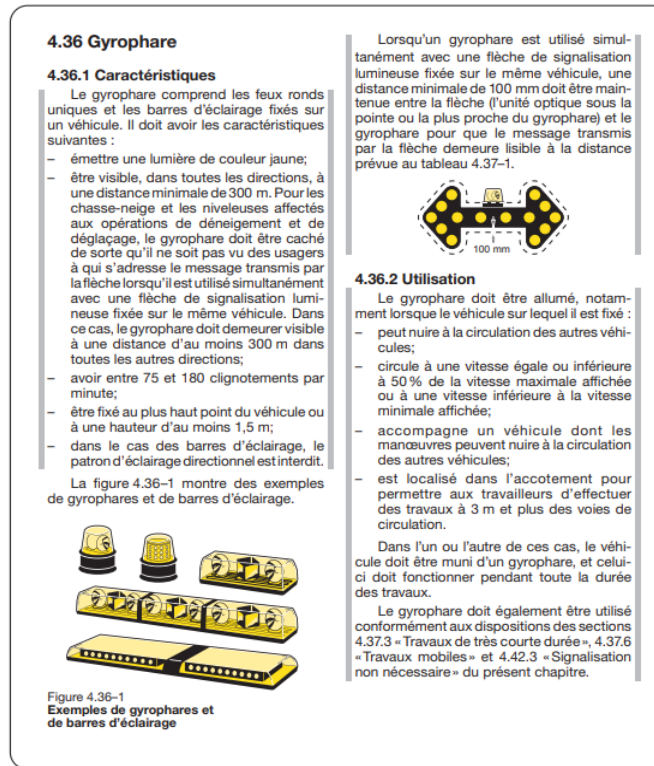 4.36 Gyrophare
4.36.1 Caractéristiques
Le gyrophare comprend les feux ronds
uniques et les barres d'éclairage fixés sur
un véhicule. Il doit avoir les caractéristiques
suivantes :
– émettre une lumière de couleur jaune;
– être visible, dans toutes les directions, à
une distance minimale de 300 m. Pour les
chasse-neige et les niveleuses affectés
aux opérations de déneigement et de
déglaçage, le gyrophare doit être caché
de sorte qu'il ne soit pas vu des usagers
à qui s'adresse le message transmis par
la flèche lorsqu'il est utilisé simultanément
avec une flèche de signalisation lumi-
neuse fixée sur le même véhicule. Dans
ce cas, le gyrophare doit demeurer visible
à une distance d'au moins 300 m dans
toutes les autres directions;
– avoir entre 75 et 180 clignotements par
minute;
– être fixé au plus haut point du véhicule ou
à une hauteur d'au moins 1,5 m;
– dans le cas des barres d'éclairage, le
patron d'éclairage directionnel est interdit.
La figure 4.36–1 montre des exemples
de gyrophares et de barres d'éclairage.
Figure 4.36–1
Exemples de gyrophares et
de barres d'éclairage
Lorsqu'un gyrophare est utilisé simul-
tanément avec une flèche de signalisation
lumineuse fixée sur le même véhicule, une
distance minimale de 100 mm doit être main-
tenue entre la flèche (l'unité optique sous la
pointe ou la plus proche du gyrophare) et le
gyrophare pour que le message transmis
par la flèche demeure lisible à la distance
prévue au tableau 4.37–1.
100 mm
4.36.2 Utilisation
Le gyrophare doit être allumé, notam-
ment lorsque le véhicule sur lequel il est fixé :
– peut nuire à la circulation des autres véhi-
cules;
– circule à une vitesse égale ou inférieure
à 50 % de la vitesse maximale affichée
ou à une vitesse inférieure à la vitesse
minimale affichée;
– accompagne un véhicule dont les
manœuvres peuvent nuire à la circulation
des autres véhicules;
– est localisé dans l'accotement pour
permettre aux travailleurs d'effectuer
des travaux à 3 m et plus des voies de
circulation.
Dans l'un ou l'autre de ces cas, le véhi-
cule doit être muni d'un gyrophare, et celui-
ci doit fonctionner pendant toute la durée
des travaux.
Le gyrophare doit également être utilisé
conformément aux dispositions des sections
4.37.3 « Travaux de très courte durée », 4.37.6
« Travaux mobiles » et 4.42.3 « Signalisation
non nécessaire » du présent chapitre.